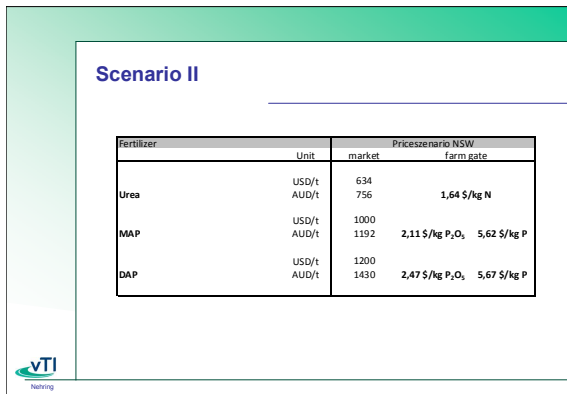 Scenario II
Fertilizer Priceszenario NSW
Unit market farm gate
USD/t 634
Urea AUD/t 756 1,64 $/kg N
USD/t 1000
MAP AUD/t 1192 2,11 $/kg P₂O₅ 5,62 $/kg P
USD/t 1200
DAP AUD/t 1430 2,47 $/kg P₂O₅ 5,67 $/kg P
vTI
Nehring